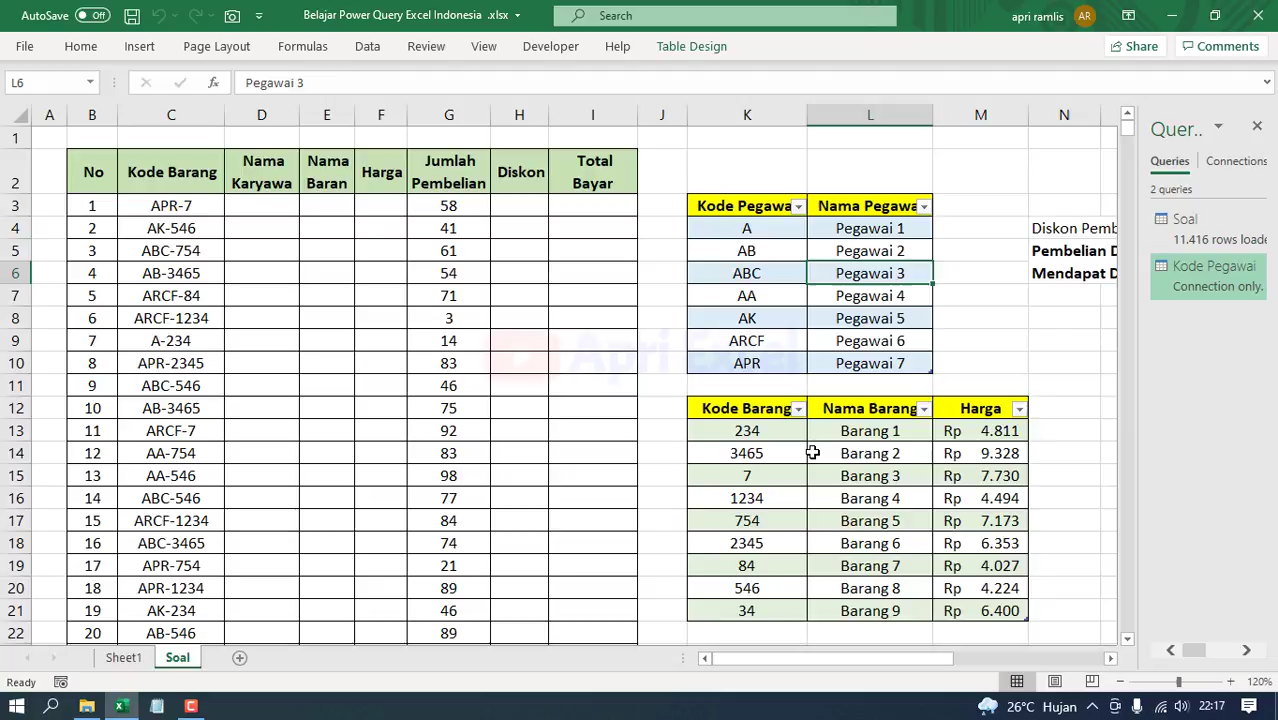 AutoSave Off Belajar Power Query Excel Indonesia .xlsx Search apri ramlis AR
File Home Insert Page Layout Formulas Data Review View Developer Help Table Design Share Comments
L6 fx Pegawai 3
A B C D E F G H I J K L M N
Quer..
Queries Connections
2 queries
Soal
11.416 rows loade
Kode Pegawai
Connection only.
1
2 No Kode Barang Nama Karyawa Nama Baran Harga Jumlah Pembelian Diskon Total Bayar
3 1 APR-7 58
4 2 AK-546 41
5 3 ABC-754 61
6 4 AB-3465 54
7 5 ARCF-84 71
8 6 ARCF-1234 3
9 7 A-234 14
10 8 APR-2345 83
11 9 ABC-546 46
12 10 AB-3465 75
13 11 ARCF-7 92
14 12 AA-754 83
15 13 AA-546 98
16 14 ABC-546 77
17 15 ARCF-1234 84
18 16 ABC-3465 74
19 17 APR-754 21
20 18 APR-1234 89
21 19 AK-234 46
22 20 AB-546 89
Kode Pegawa Nama Pegawa
A Pegawai 1
AB Pegawai 2
ABC Pegawai 3
AA Pegawai 4
AK Pegawai 5
ARCF Pegawai 6
APR Pegawai 7
Diskon Pemb
Pembelian D
Mendapat D
Apri Excel
Kode Barang Nama Barang Harga
234 Barang 1 Rp 4.811
3465 Barang 2 Rp 9.328
7 Barang 3 Rp 7.730
1234 Barang 4 Rp 4.494
754 Barang 5 Rp 7.173
2345 Barang 6 Rp 6.353
84 Barang 7 Rp 4.027
546 Barang 8 Rp 4.224
34 Barang 9 Rp 6.400
Sheet1 Soal
Ready 120%
26°C Hujan 22:17